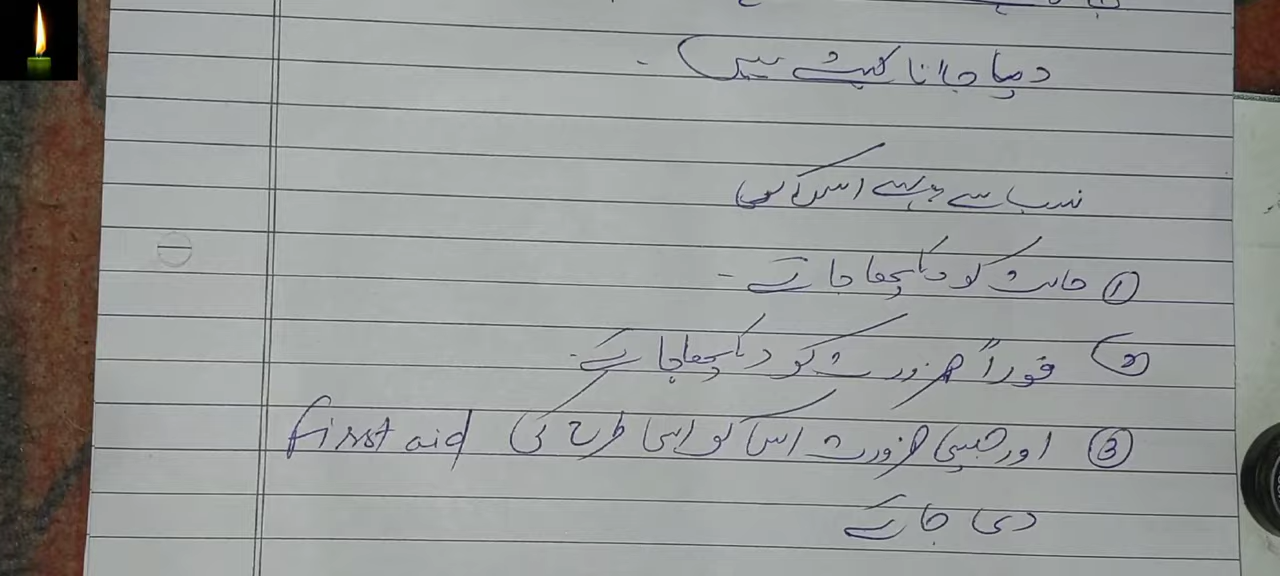 دیا جانا کہتے ہیں۔
سب سے پہلے اس کی
① حالت کو دیکھا جائے۔
② فوراً ضرورت کو دیکھا جائے۔
③ اور جیسی ضرورت اس کو اسی طرح کی first aid
دی جائے